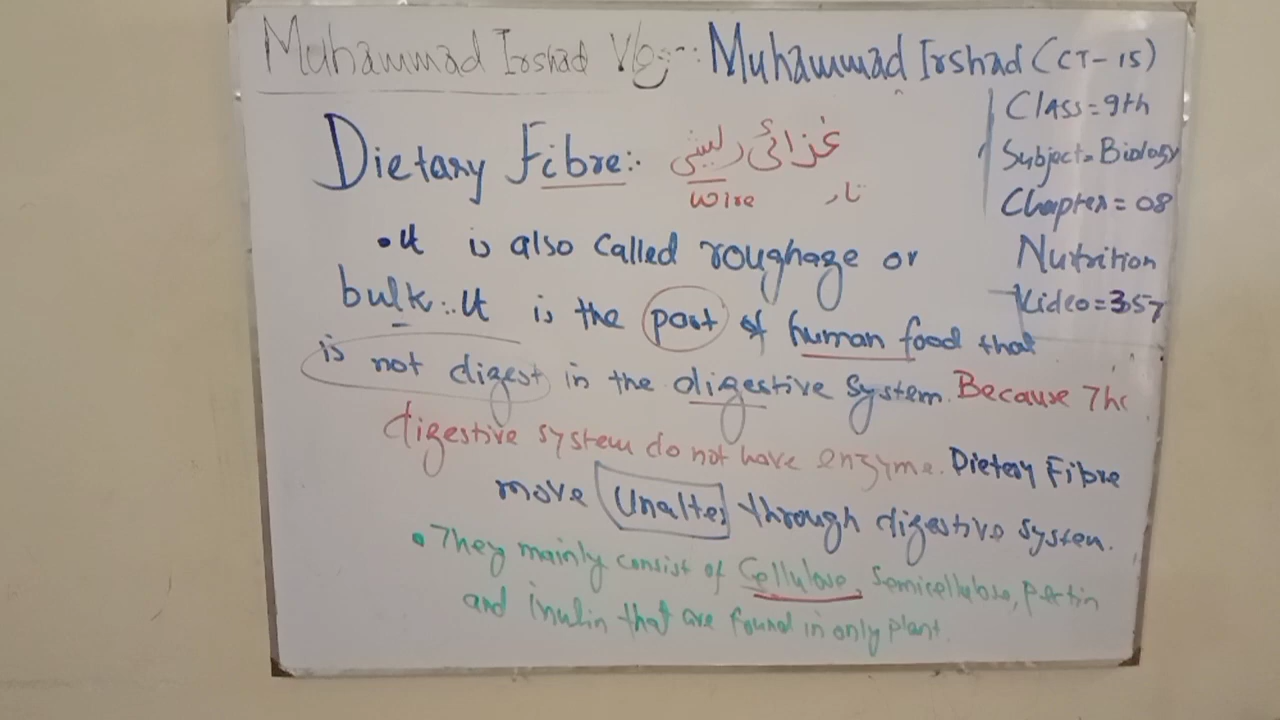 Muhammad Irshad Vlog Muhammad Irshad (CT-15)
Class = 9th
Subject = Biology
Chapter = 08
Nutrition
Video = 357
Dietary Fibre:. غزائی ریشے
wire تار
• It is also called roughage or
bulk:. It is the part of human food that
is not digest in the digestive system. Because The
digestive system do not have enzyme. Dietary Fibre
move Unalter through digestive system.
• They mainly consist of Cellulose, Semicellulose, pectin
and inulin that are found in only plant.